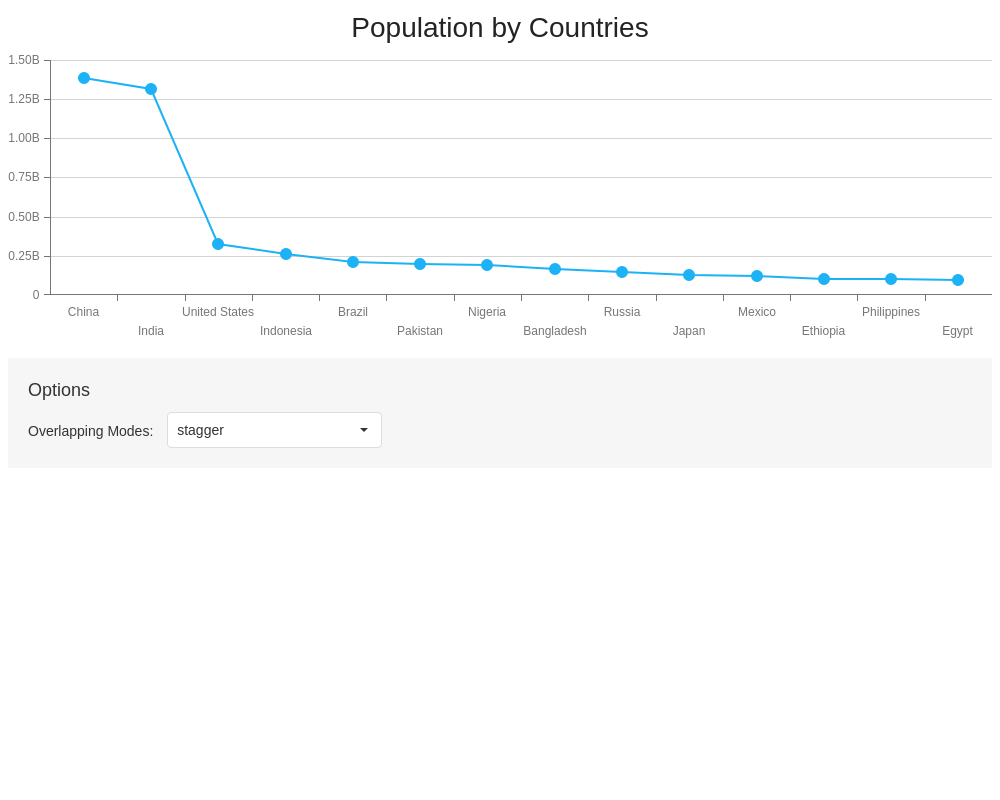 Population by Countries
1.50B
1.25B
1.00B
0.75B
0.50B
0.25B
0
China United States Brazil Nigeria Russia Mexico Philippines
India Indonesia Pakistan Bangladesh Japan Ethiopia Egypt
Options
Overlapping Modes: stagger